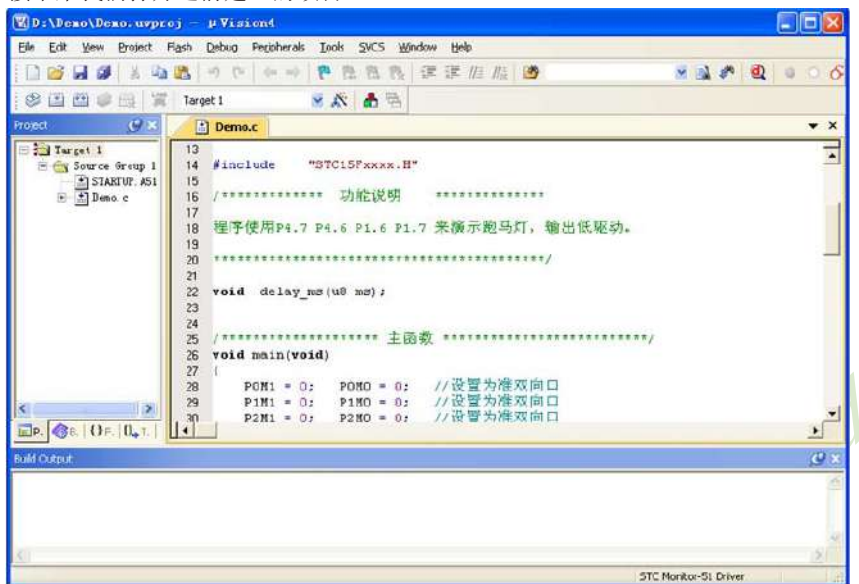 D:\Demo\Demo.uvproj - μVision4
File Edit View Project Flash Debug Peripherals Tools SVCS Window Help
Target 1
Project
Demo.c
Target 1
Source Group 1
STARTUP.A51
Demo.c
13
14 #include "STC15Fxxxx.H"
15
16 /************* 功能说明 **************
17
18 程序使用P4.7 P4.6 P1.6 P1.7 来演示跑马灯，输出低驱动。
19
20 ******************************************/
21
22 void delay_ms(u8 ms);
23
24
25 /******************** 主函数 **************************/
26 void main(void)
27 {
28 P0M1 = 0; P0M0 = 0; //设置为准双向口
29 P1M1 = 0; P1M0 = 0; //设置为准双向口
30 P2M1 = 0; P2M0 = 0; //设置为准双向口
P. B. {}F. 0.T.
Build Output
STC Monitor-51 Driver